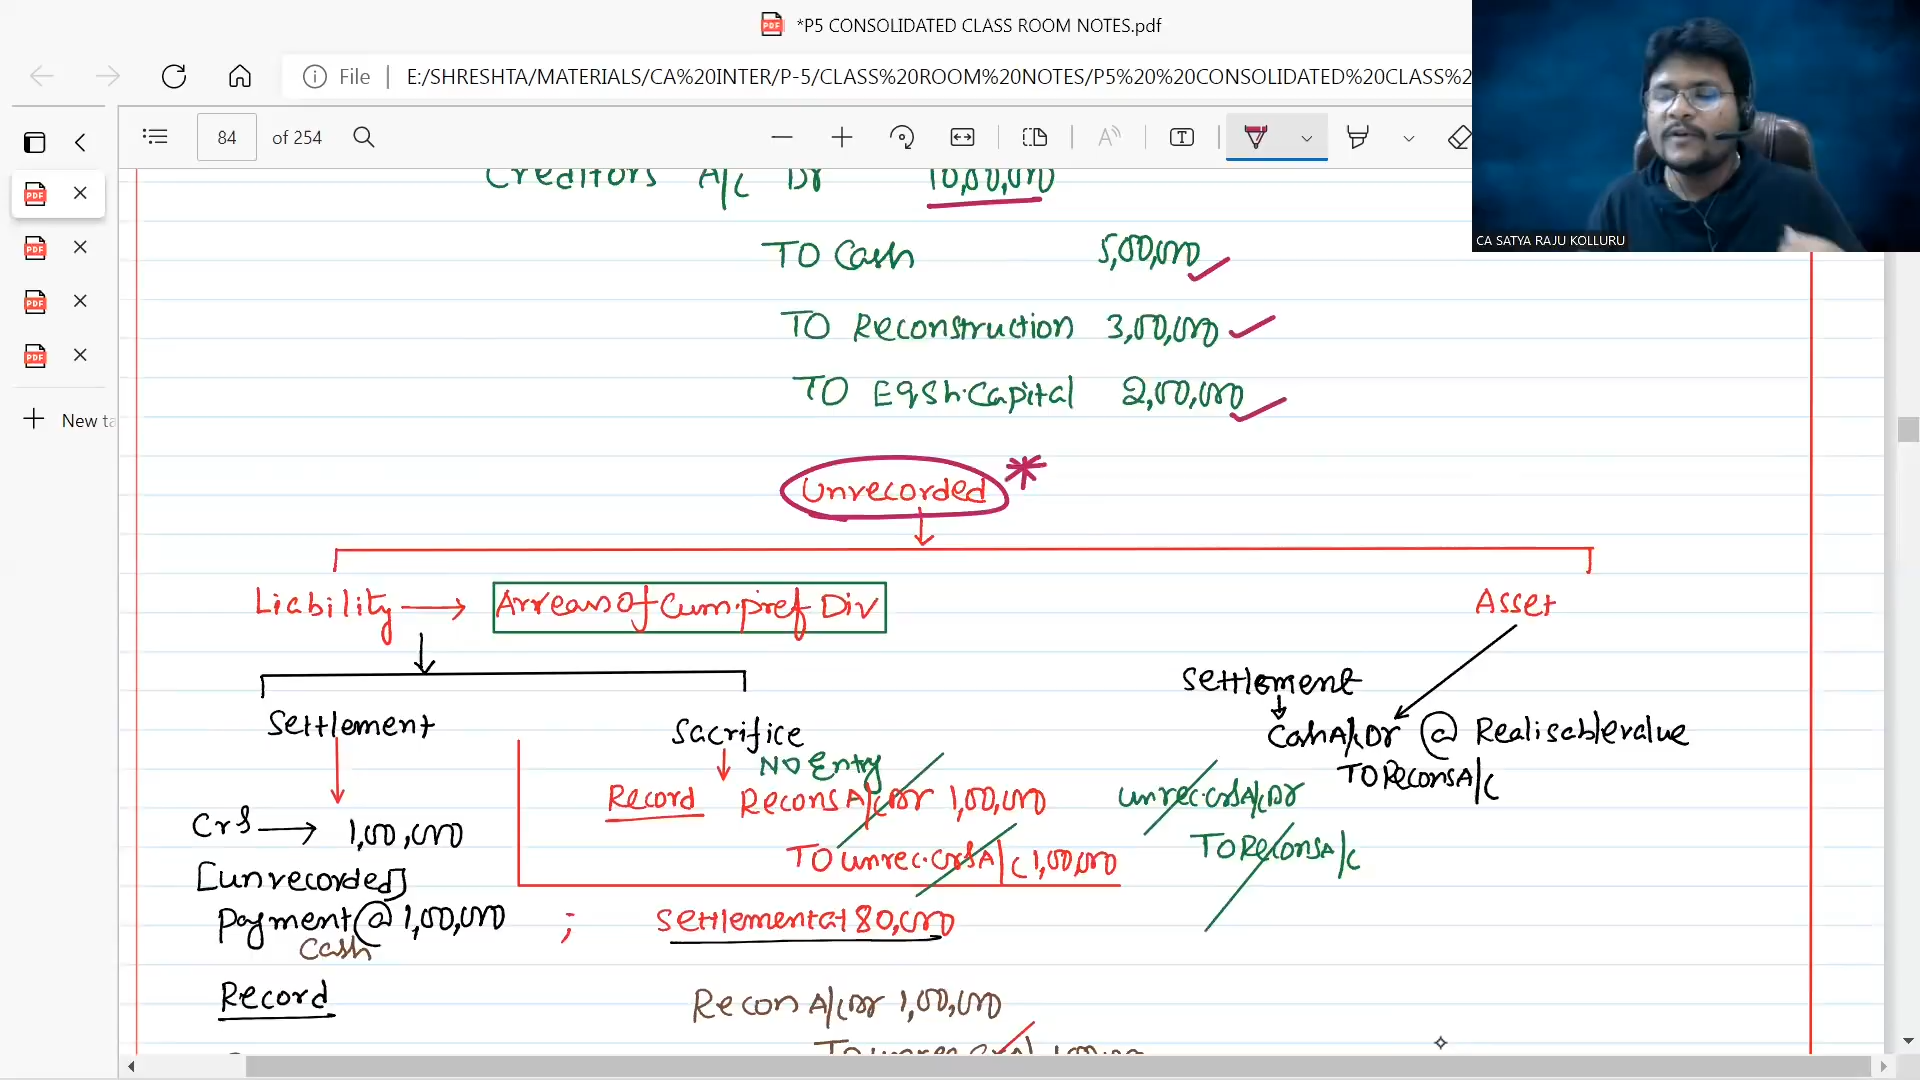 *P5 CONSOLIDATED CLASS ROOM NOTES.pdf
File E:/SHRESHTA/MATERIALS/CA%20INTER/P-5/CLASS%20ROOM%20NOTES/P5%20%20CONSOLIDATED%20CLASS%2
84 of 254
New ta
CA SATYA RAJU KOLLURU
Creditors A/c Dr 10,00,000
TO Cash 5,00,000
TO Reconstruction 3,00,000
TO Eq.Sh.Capital 2,00,000
Unrecorded *
Liability → Arrears Of Cum.pref Div
Asset
Settlement
Sacrifice
Settlement
Cash A/c Dr @ Realisable value
TO Recons A/c
NO Entry
Record Recons A/c Dr 1,00,000
TO unrec.crs A/c 1,00,000
unrec.crs A/c Dr
TO Recons A/c
Crs → 1,00,000
[unrecorded]
payment @ 1,00,000 ; Settlement at 80,000
Cash
Record
Recon A/c Dr 1,00,000